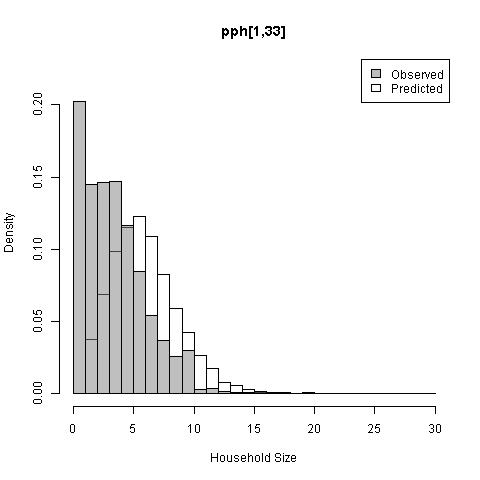 pph[1,33]
Observed
Predicted
Density
0.20
0.15
0.10
0.05
0.00
0 5 10 15 20 25 30
Household Size